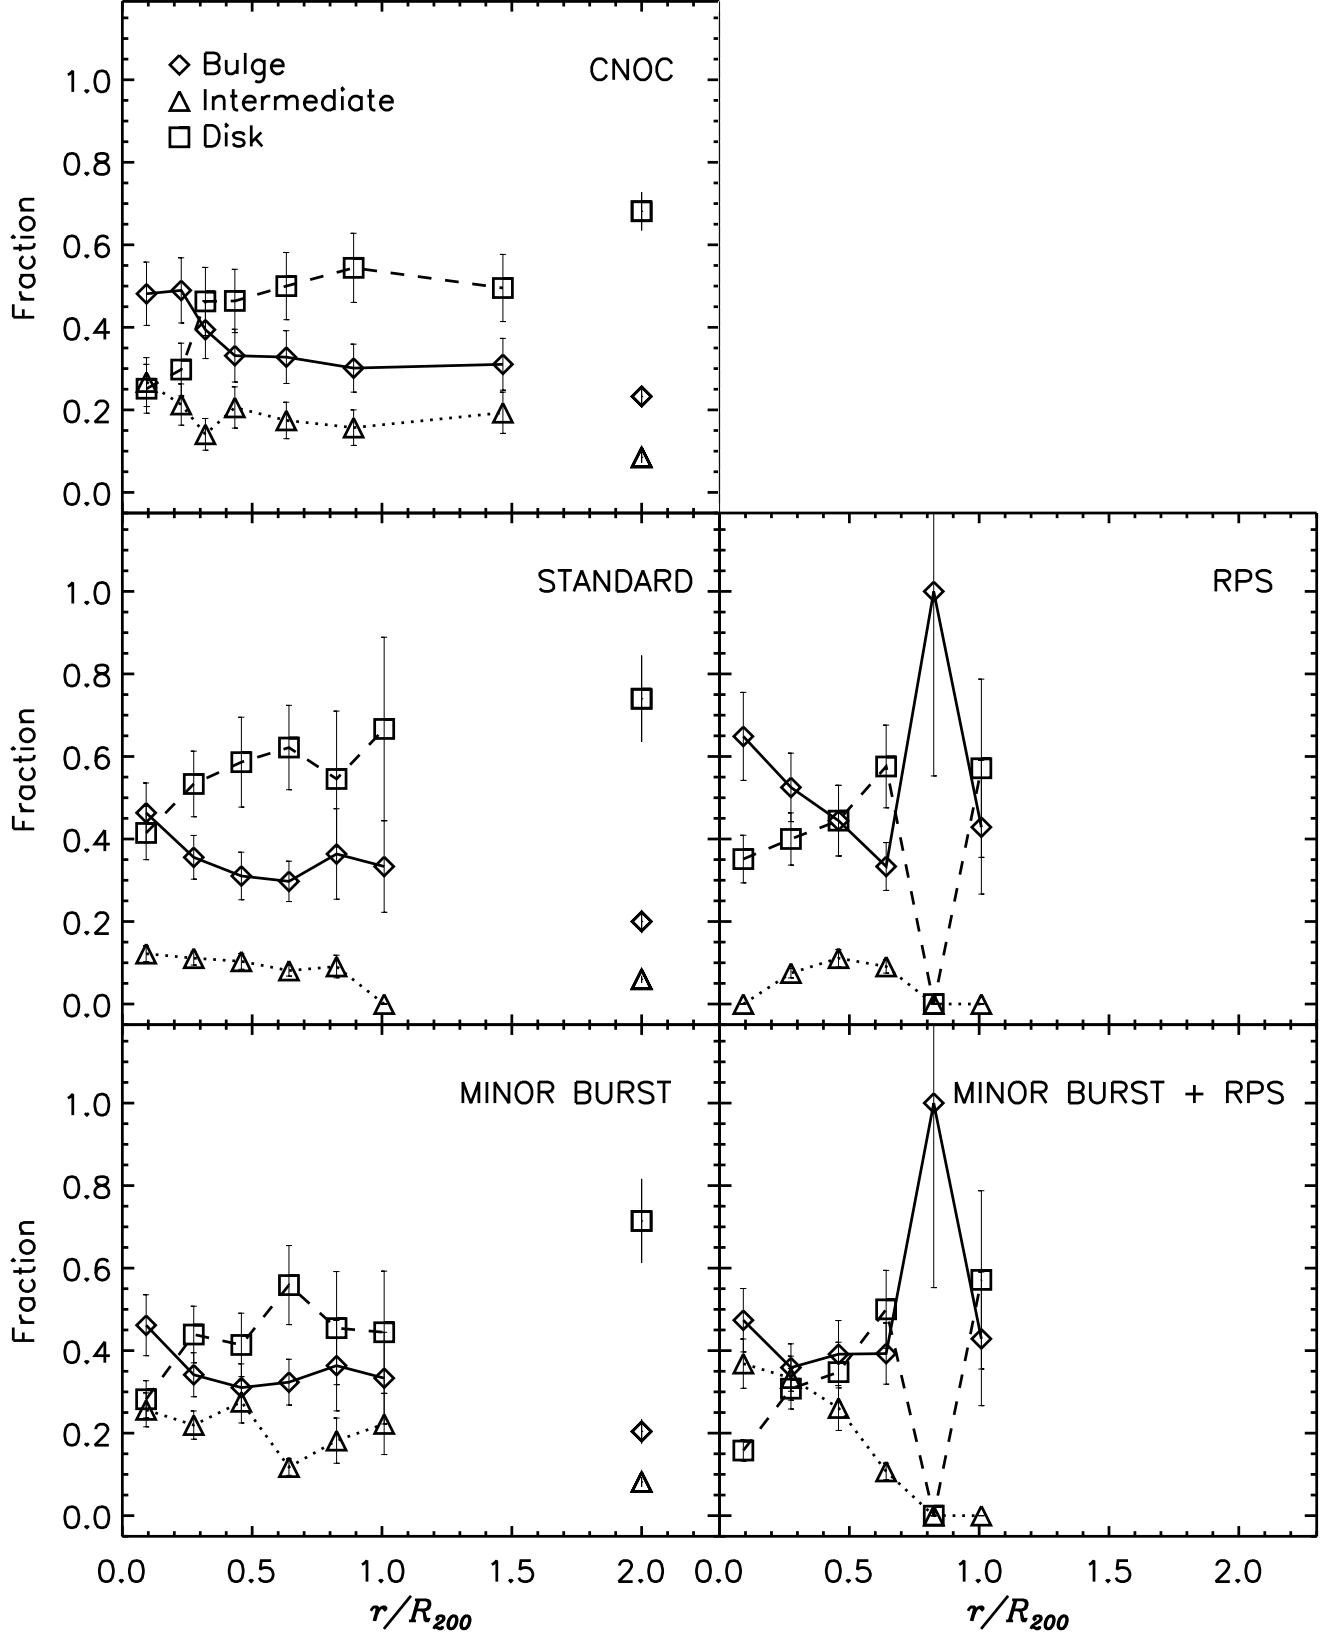 Bulge
Intermediate
Disk
CNOC
1.0
0.8
0.6
0.4
0.2
0.0
Fraction
STANDARD
RPS
1.0
0.8
0.6
0.4
0.2
0.0
Fraction
MINOR BURST
MINOR BURST + RPS
1.0
0.8
0.6
0.4
0.2
0.0
Fraction
0.0 0.5 1.0 1.5 2.0 0.0 0.5 1.0 1.5 2.0
r/R200 r/R200